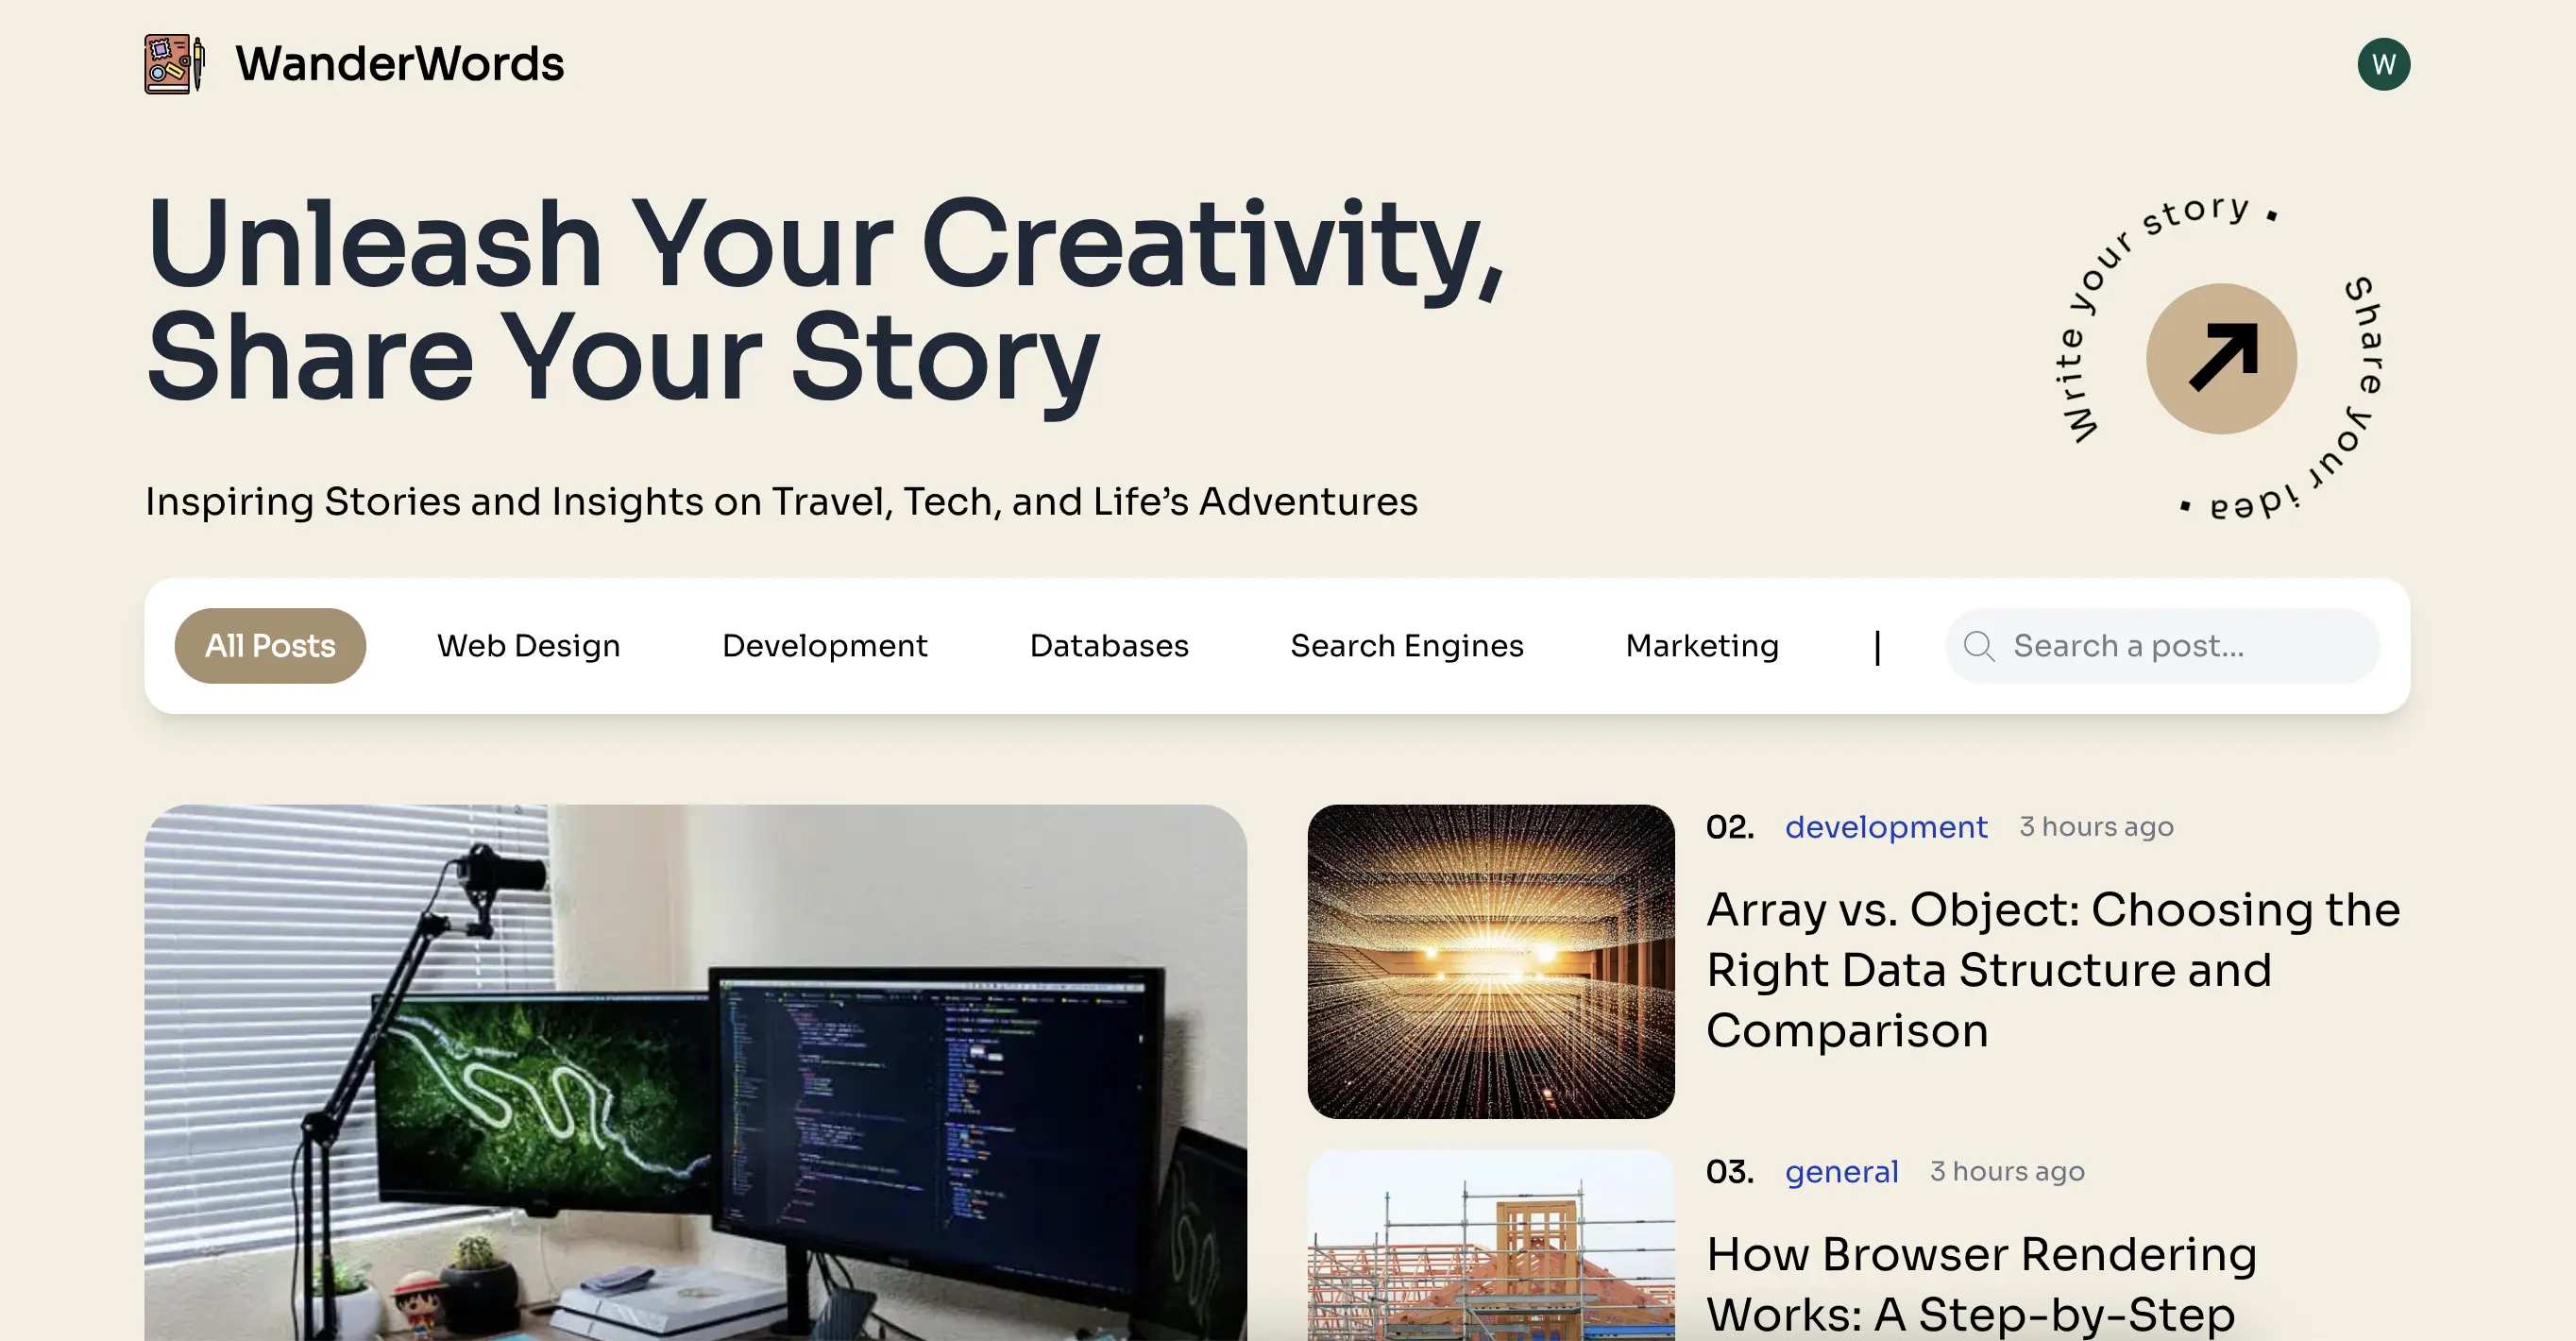 WanderWords
W
Unleash Your Creativity,
Share Your Story
Inspiring Stories and Insights on Travel, Tech, and Life’s Adventures
Write your story •
Share your idea •
All Posts
Web Design
Development
Databases
Search Engines
Marketing
|
Search a post...
02. development 3 hours ago
Array vs. Object: Choosing the
Right Data Structure and
Comparison
03. general 3 hours ago
How Browser Rendering
Works: A Step-by-Step